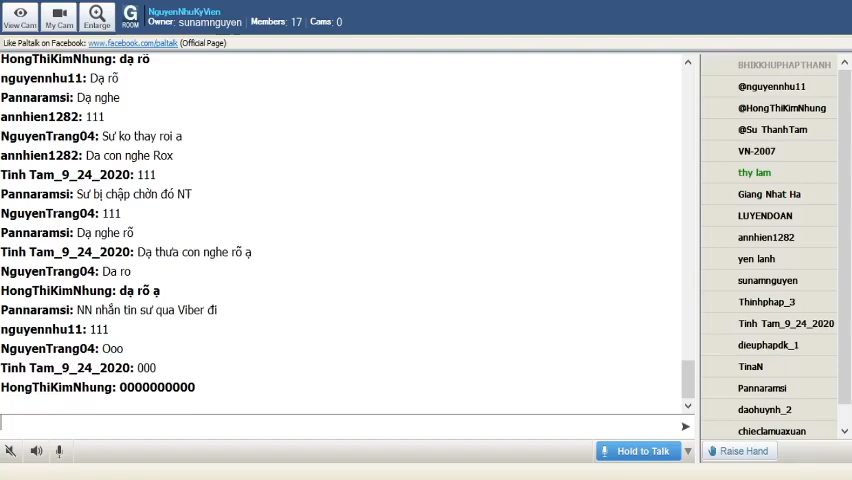 View Cam
My Cam
Enlarge
G
ROOM
NguyenNhuKyVien
Owner: sunamnguyen Members: 17 Cams: 0
Like Paltalk on Facebook: www.facebook.com/paltalk (Official Page)
HongThiKimNhung: dạ rõ
nguyennhu11: Dạ rõ
Pannaramsi: Dạ nghe
annhien1282: 111
NguyenTrang04: Sư ko thay roi a
annhien1282: Da con nghe Rox
Tinh Tam_9_24_2020: 111
Pannaramsi: Sư bị chập chờn đó NT
NguyenTrang04: 111
Pannaramsi: Dạ nghe rõ
Tinh Tam_9_24_2020: Dạ thưa con nghe rõ ạ
NguyenTrang04: Da ro
HongThiKimNhung: dạ rõ ạ
Pannaramsi: NN nhắn tin sư qua Viber đi
nguyennhu11: 111
NguyenTrang04: Ooo
Tinh Tam_9_24_2020: 000
HongThiKimNhung: 0000000000
Hold to Talk
BHIKKHUPHAPTHANH
@nguyennhu11
@HongThiKimNhung
@Su ThanhTam
VN-2007
thy lam
Giang Nhat Ha
LUYENDOAN
annhien1282
yen lanh
sunamnguyen
Thinhphap_3
Tinh Tam_9_24_2020
dieuphapdk_1
TinaN
Pannaramsi
daohuynh_2
chieclamuaxuan
Raise Hand